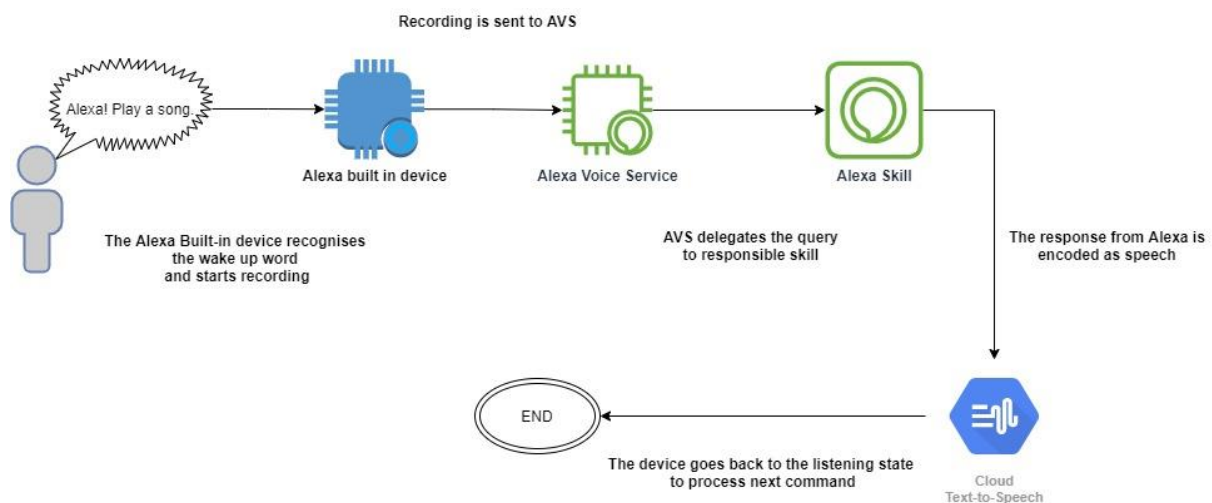 Recording is sent to AVS
Alexa! Play a song.
Alexa built in device
Alexa Voice Service
Alexa Skill
The Alexa Built-in device recognises
the wake up word
and starts recording
AVS delegates the query
to responsible skill
The response from Alexa is
encoded as speech
END
The device goes back to the listening state
to process next command
Cloud
Text-to-Speech